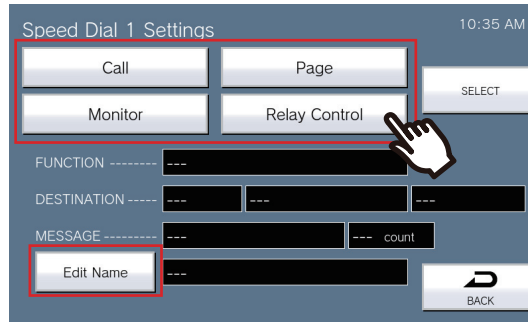 Speed Dial 1 Settings 10:35 AM
Call Page
SELECT
Monitor Relay Control
FUNCTION -------- ---
DESTINATION ----- --- --- ---
MESSAGE --------- --- --- count
Edit Name ---
BACK